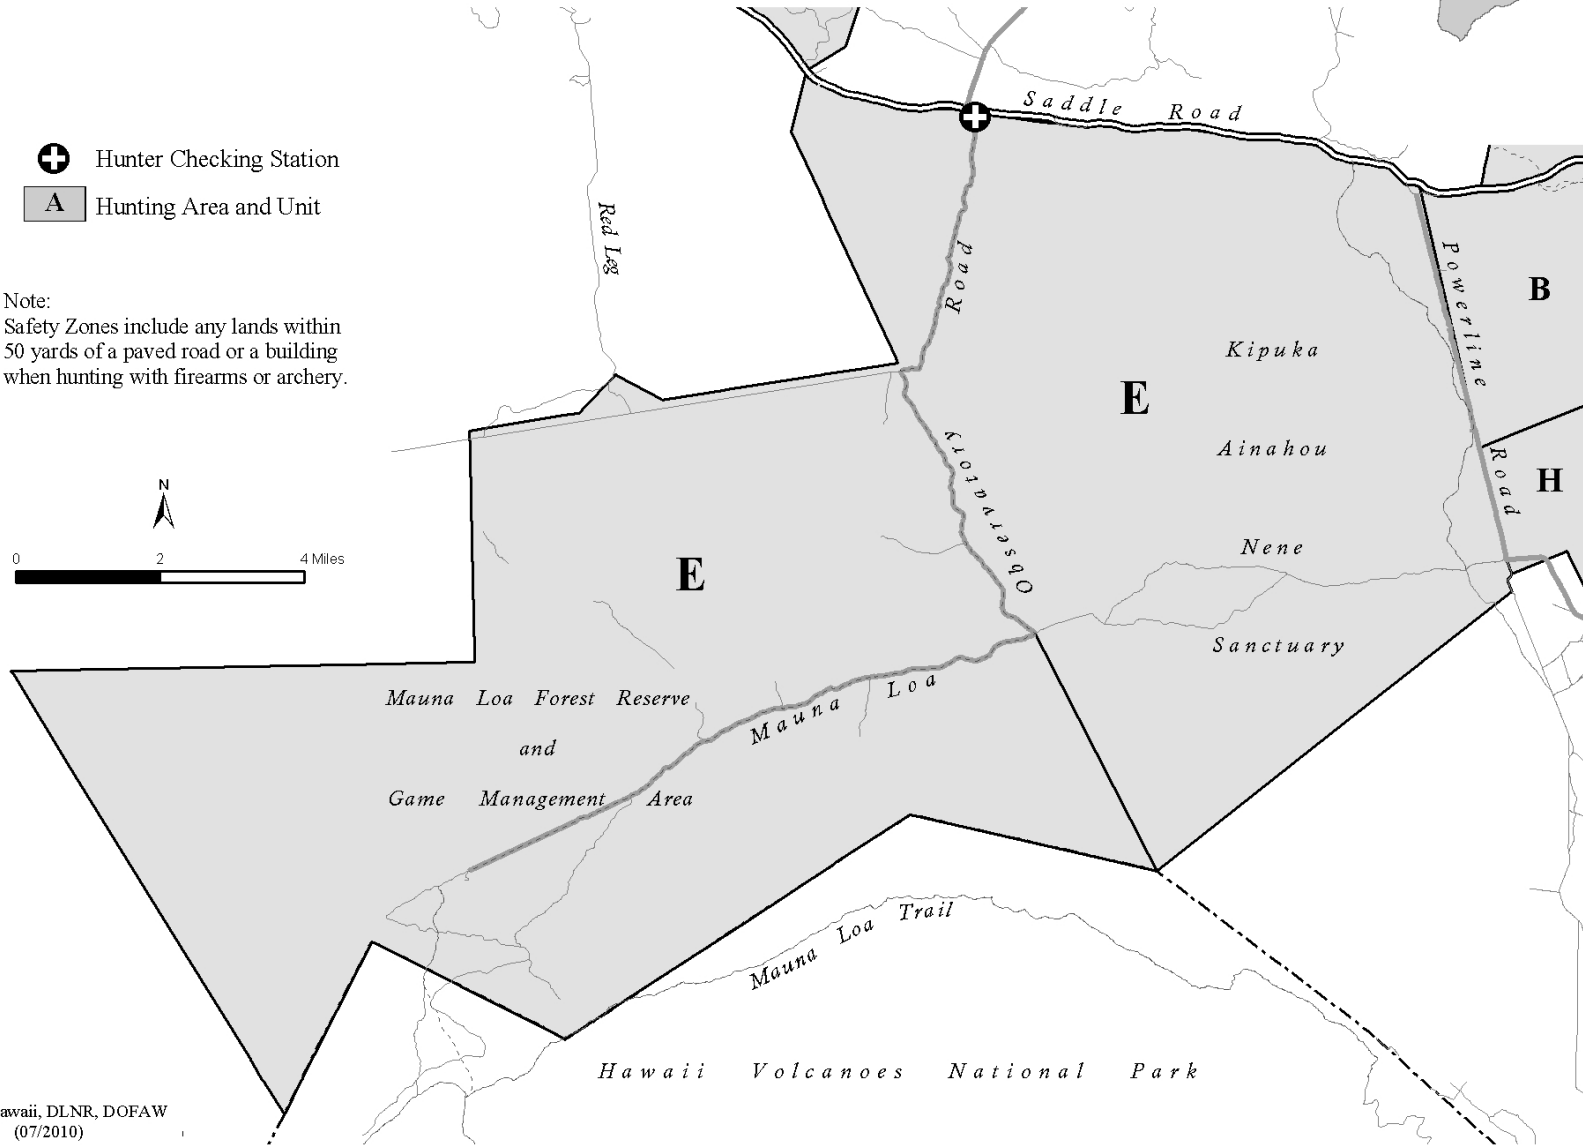 Saddle Road
Hunter Checking Station
A Hunting Area and Unit
Red Leg
Road
Powerline
B
Note:
Safety Zones include any lands within
50 yards of a paved road or a building
when hunting with firearms or archery.
Kipuka
E
Ainahou
Observatory
Road
H
N
0 2 4 Miles
Nene
E
Sanctuary
Mauna Loa Forest Reserve
and
Game Management Area
Mauna Loa
Mauna Loa Trail
Hawaii Volcanoes National Park
awaii, DLNR, DOFAW
(07/2010)